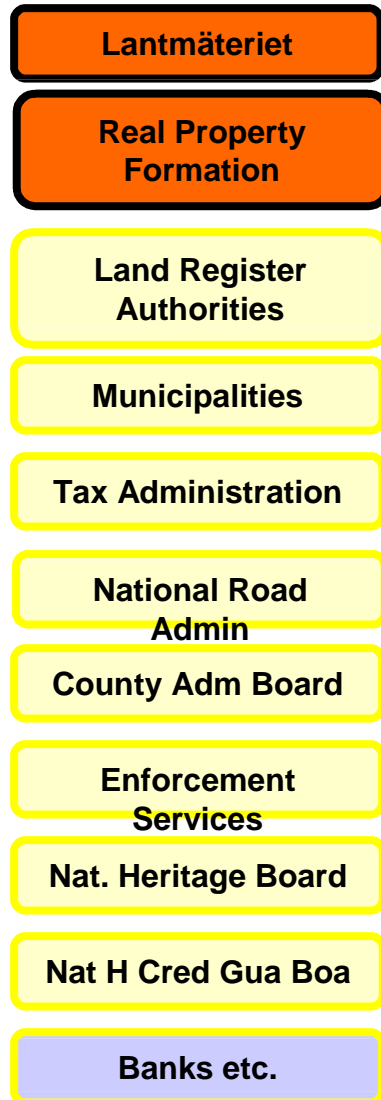 Lantmäteriet
Real Property
Formation
Land Register
Authorities
Municipalities
Tax Administration
National Road
Admin
County Adm Board
Enforcement
Services
Nat. Heritage Board
Nat H Cred Gua Boa
Banks etc.